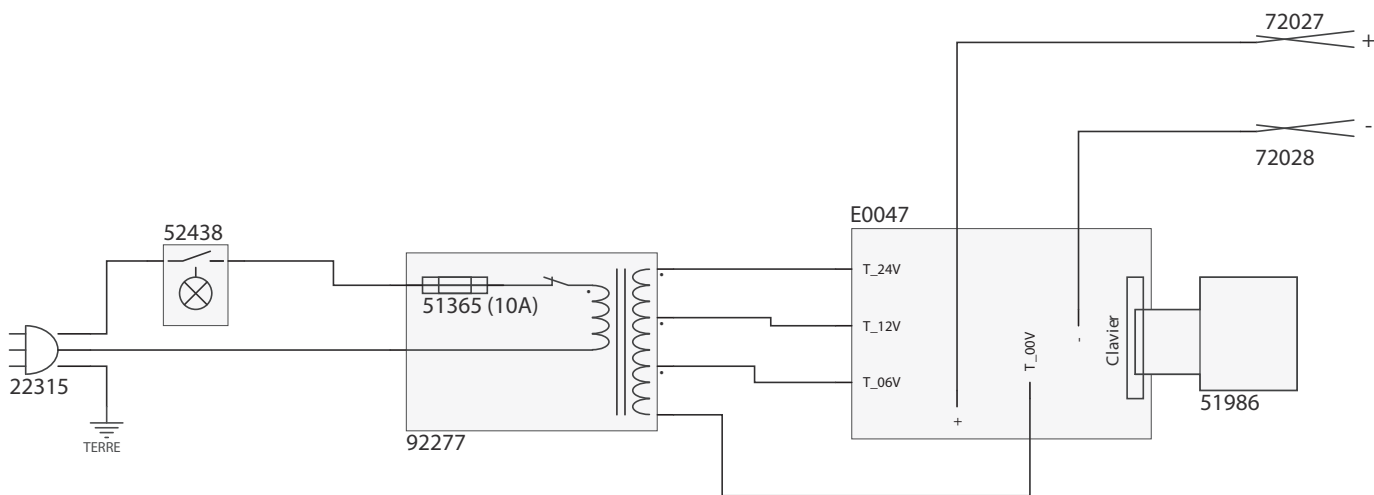 72027
+
-
72028
E0047
52438
T_24V
51365 (10A)
T_12V
Clavier
-
T_00V
22315
T_06V
51986
+
TERRE
92277